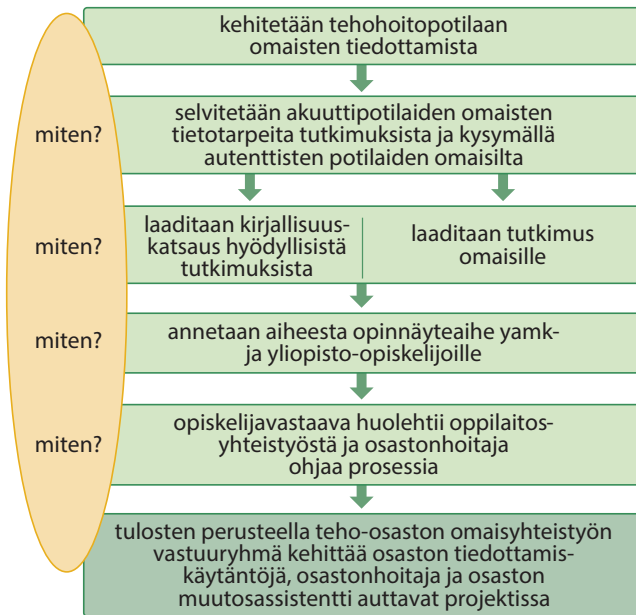 kehitetään tehohoitopotilaan
omaisten tiedottamista
miten?
selvitetään akuuttipotilaiden omaisten
tietotarpeita tutkimuksista ja kysymällä
autenttisten potilaiden omaisilta
miten?
laaditaan kirjallisuus-
katsaus hyödyllisistä
tutkimuksista
laaditaan tutkimus
omaisille
miten?
annetaan aiheesta opinnäyteaihe yamk-
ja yliopisto-opiskelijoille
miten?
opiskelijavastaava huolehtii oppilaitos-
yhteistyöstä ja osastonhoitaja
ohjaa prosessia
tulosten perusteella teho-osaston omaisyhteistyön
vastuuryhmä kehittää osaston tiedottamis-
käytäntöjä, osastonhoitaja ja osaston
muutosassistentti auttavat projektissa